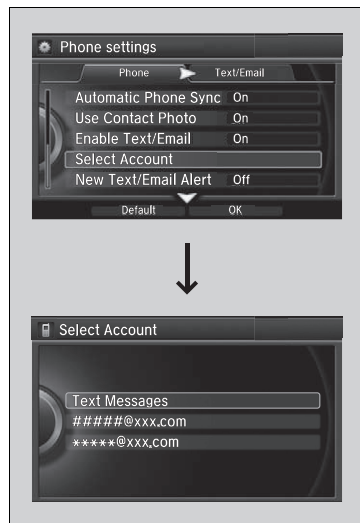 Phone settings
Phone Text/Email
Automatic Phone Sync On
Use Contact Photo On
Enable Text/Email On
Select Account
New Text/Email Alert Off
Default OK
Select Account
Text Messages
#####@xxx.com
*****@xxx.com